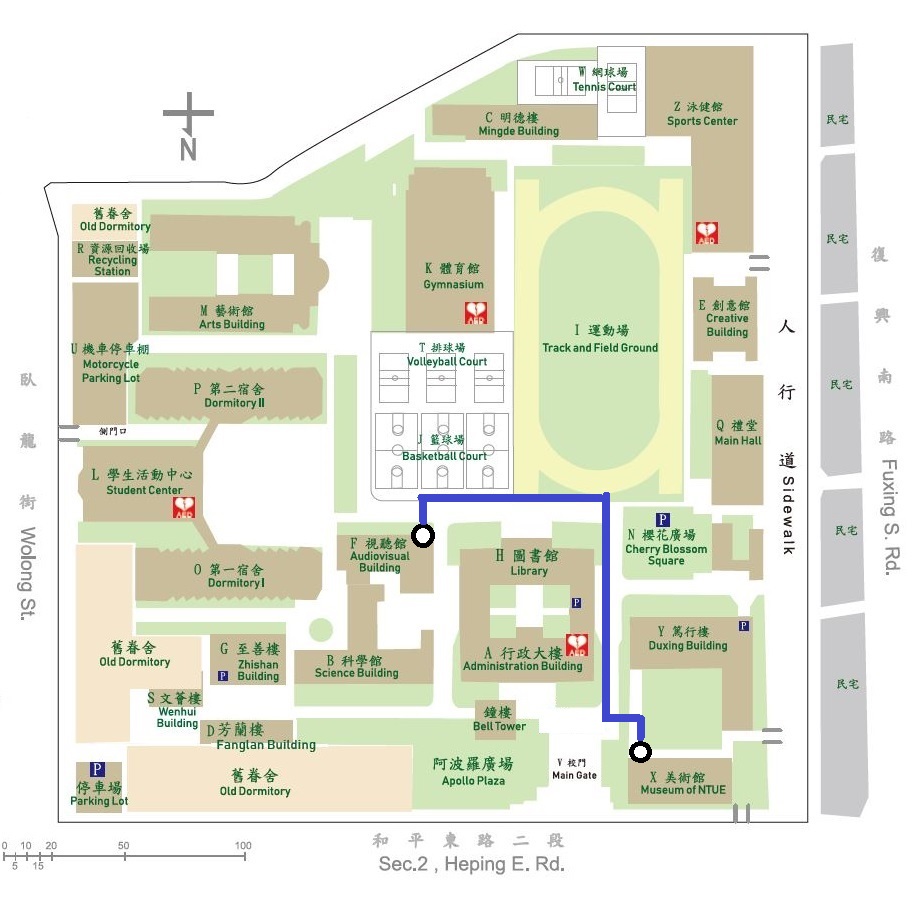 W 網球場
Tennis Court
Z 泳健館
Sports Center
C 明德樓
Mingde Building
民宅
N
舊眷舍
Old Dormitory
R 資源回收場
Recycling
Station
AED
民宅
復
興
南
路
Fuxing S. Rd.
K 體育館
Gymnasium
AED
E 創意館
Creative
Building
人
行
道 Sidewalk
M 藝術館
Arts Building
I 運動場
Track and Field Ground
U 機車停車棚
Motorcycle
Parking Lot
T 排球場
Volleyball Court
P 第二宿舍
Dormitory II
民宅
臥
龍
街
Wolong St.
側門口
J 籃球場
Basketball Court
Q 禮堂
Main Hall
L 學生活動中心
Student Center
AED
P
N 櫻花廣場
Cherry Blossom
Square
民宅
F 視聽館
Audiovisual
Building
H 圖書館
Library
O 第一宿舍
Dormitory I
P
AED
A 行政大樓
Administration Building
Y 篤行樓
Duxing Building
P
舊眷舍
Old Dormitory
G 至善樓
Zhishan
Building
P
B 科學館
Science Building
民宅
S 文薈樓
Wenhui
Building
鐘樓
Bell Tower
D 芳蘭樓
Fanglan Building
P
停車場
Parking Lot
舊眷舍
Old Dormitory
阿波羅廣場
Apollo Plaza
V 校門
Main Gate
X 美術館
Museum of NTUE
0 10 20 50 100
5 15
和平東路二段
Sec.2 , Heping E. Rd.